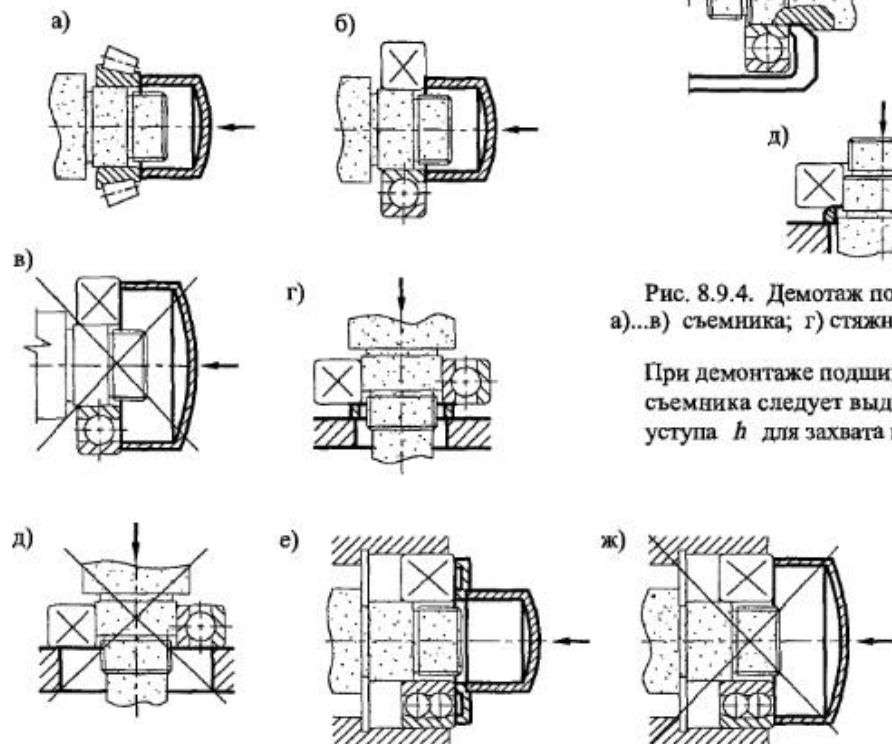 а)
б)
д)
в)
г)
Рис. 8.9.4. Демотаж по
а)...в) съемника; г) стяжн
При демонтаже подши
съемника следует выд
уступа h для захвата
д)
е)
ж)